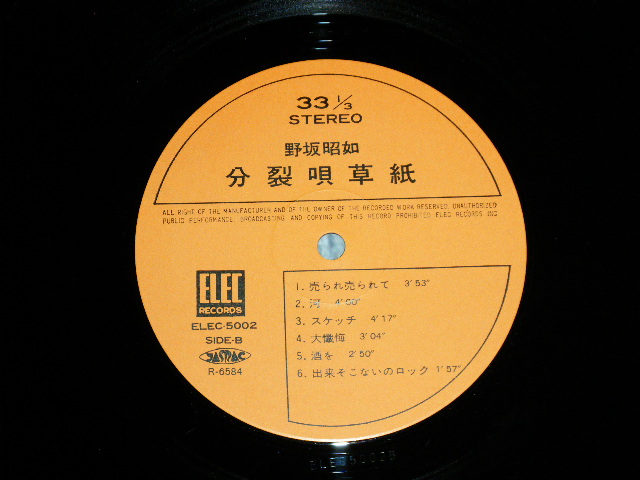 33 1/3
STEREO
野坂昭如
分裂唄草紙
ALL RIGHT OF THE MANUFACTURER AND OF THE OWNER OF THE RECORDED WORK RESERVED. UNAUTHORIZED
PUBLIC PERFORMANCE, BROADCASTING AND COPYING OF THIS RECORD PROHIBITED ELEC RECORDS INC
ELEC
RECORDS
ELEC-5002
SIDE-B
JASRAC
R-6584
1. 売られ売られて 3'53"
2. 河 4'50"
3. スケッチ 4'17"
4. 大懺悔 3'04"
5. 酒を 2'50"
6. 出来そこないのロック 1'57"